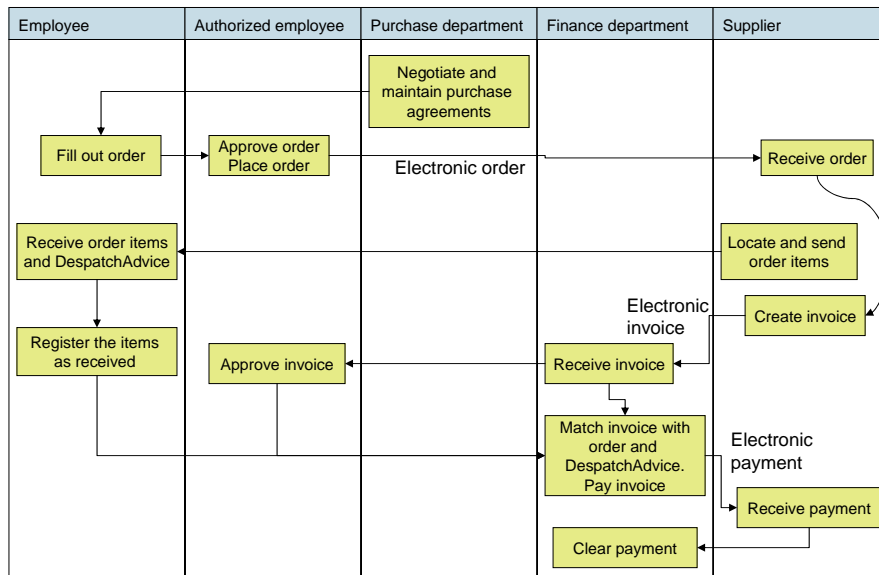 Employee
Authorized employee
Purchase department
Finance department
Supplier
Negotiate and
maintain purchase
agreements
Fill out order
Approve order
Place order
Electronic order
Receive order
Receive order items
and DespatchAdvice
Locate and send
order items
Electronic
invoice
Create invoice
Register the items
as received
Approve invoice
Receive invoice
Match invoice with
order and
DespatchAdvice.
Pay invoice
Electronic
payment
Receive payment
Clear payment